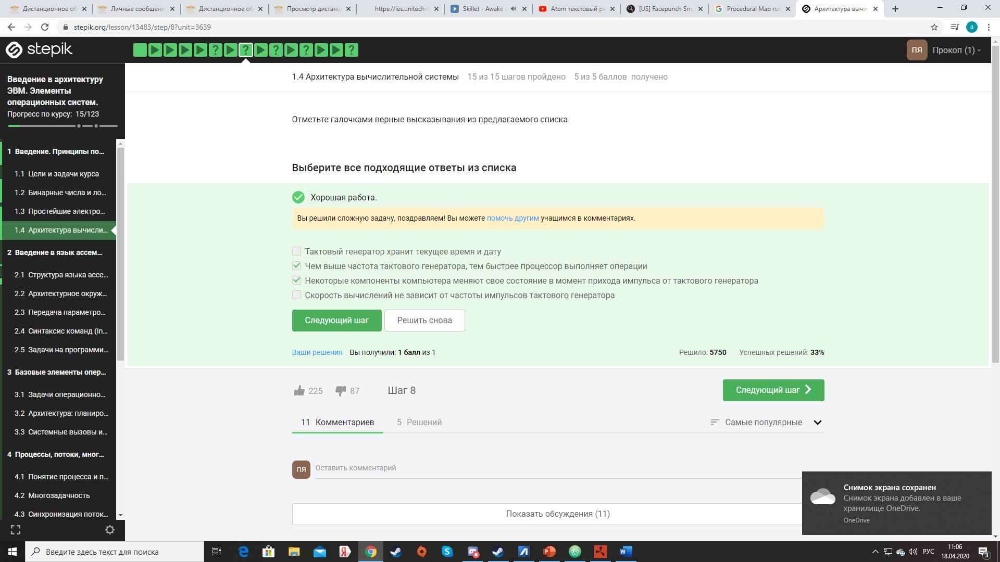 Дистанционное об
Личные сообщени
Дистанционное об
Просмотр дистанц
https://ies.unitech-r
Skillet - Awake
Atom текстовый ре
[US] Facepunch Sma
Procedural Map rus
Архитектура вычис
stepik.org/lesson/13483/step/8?unit=3639
a
stepik
ПЯ
Прокоп (1)
Введение в архитектуру
ЭВМ. Элементы
операционных систем.
Прогресс по курсу: 15/123
1 Введение. Принципы по...
1.1 Цели и задачи курса
1.2 Бинарные числа и ло...
1.3 Простейшие электро...
1.4 Архитектура вычисли...
2 Введение в язык ассем...
2.1 Структура языка ассе...
2.2 Архитектурное окруж...
2.3 Передача параметро...
2.4 Синтаксис команд (In...
2.5 Задачи на программи...
3 Базовые элементы опер...
3.1 Задачи операционно...
3.2 Архитектура: планиро...
3.3 Системные вызовы и...
4 Процессы, потоки, мног...
4.1 Понятие процесса и п...
4.2 Многозадачность
4.3 Синхронизация поток...
1.4 Архитектура вычислительной системы 15 из 15 шагов пройдено 5 из 5 баллов получено
Отметьте галочками верные высказывания из предлагаемого списка
Выберите все подходящие ответы из списка
Хорошая работа.
Вы решили сложную задачу, поздравляем! Вы можете помочь другим учащимся в комментариях.
Тактовый генератор хранит текущее время и дату
Чем выше частота тактового генератора, тем быстрее процессор выполняет операции
Некоторые компоненты компьютера меняют свое состояние в момент прихода импульса от тактового генератора
Скорость вычислений не зависит от частоты импульсов тактового генератора
Следующий шаг
Решить снова
Ваши решения Вы получили: 1 балл из 1
Решило: 5750 Успешных решений: 33%
225 87 Шаг 8
Следующий шаг
11 Комментариев 5 Решений
Самые популярные
ПЯ
Оставить комментарий
Показать обсуждения (11)
Снимок экрана сохранен
Снимок экрана добавлен в ваше
хранилище OneDrive.
OneDrive
Введите здесь текст для поиска
РУС
11:06
18.04.2020
3